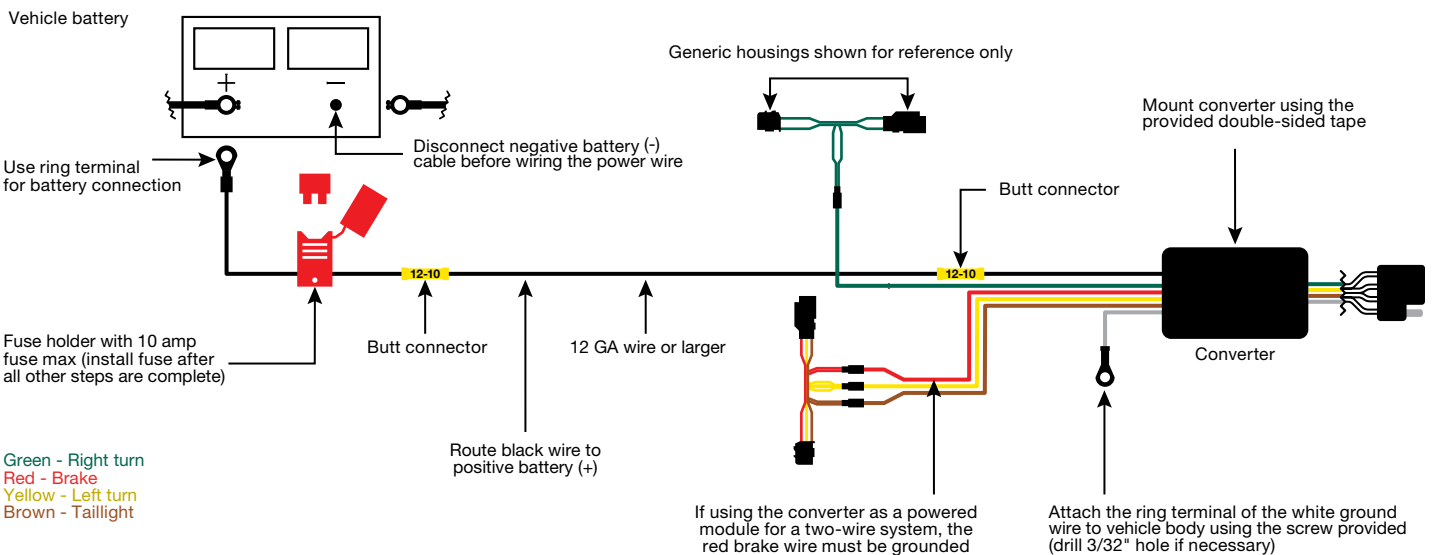 Vehicle battery
+
−
Generic housings shown for reference only
Mount converter using the
provided double-sided tape
Use ring terminal
for battery connection
Disconnect negative battery (-)
cable before wiring the power wire
Butt connector
12-10
12-10
Fuse holder with 10 amp
fuse max (install fuse after
all other steps are complete)
Butt connector
12 GA wire or larger
Converter
Route black wire to
positive battery (+)
Green - Right turn
Red - Brake
Yellow - Left turn
Brown - Taillight
If using the converter as a powered
module for a two-wire system, the
red brake wire must be grounded
Attach the ring terminal of the white ground
wire to vehicle body using the screw provided
(drill 3/32" hole if necessary)